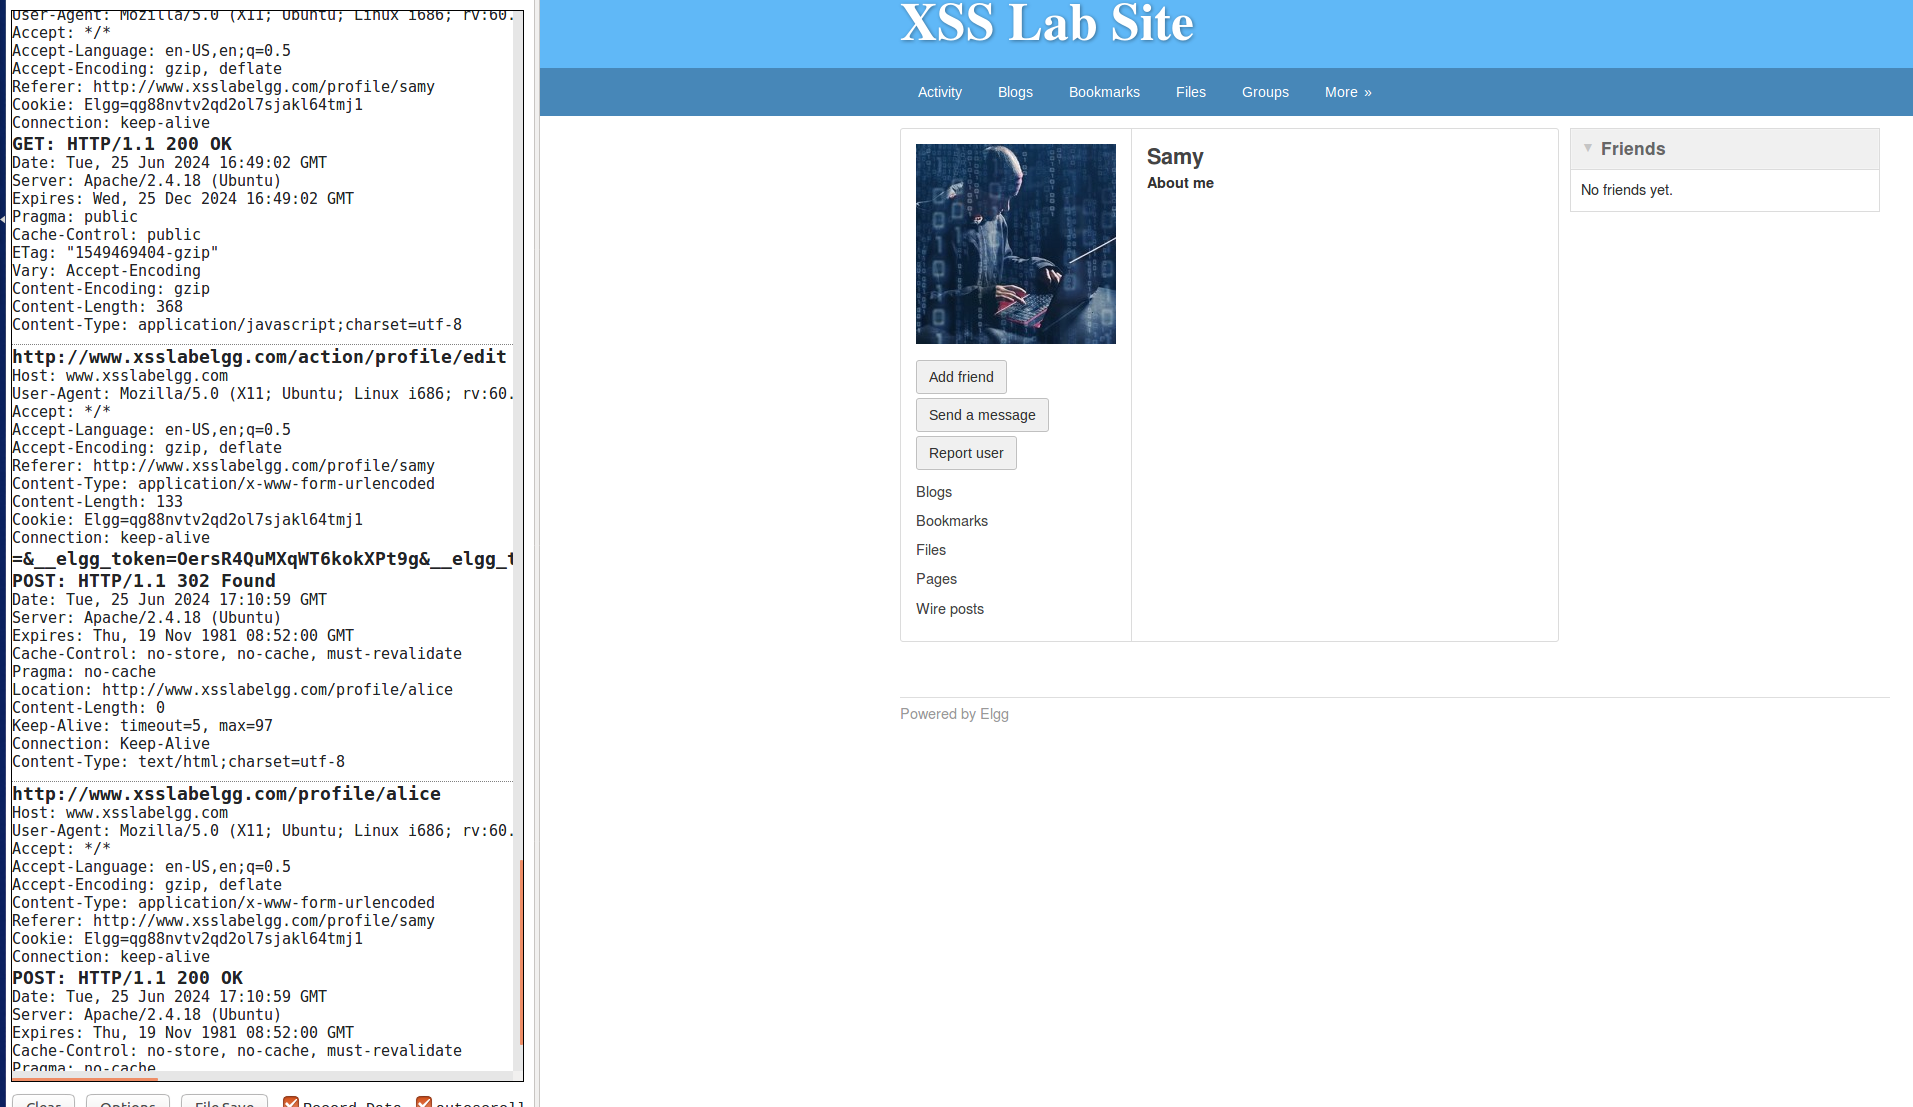 User-Agent: Mozilla/5.0 (X11; Ubuntu; Linux i686; rv:60.
Accept: */*
Accept-Language: en-US,en;q=0.5
Accept-Encoding: gzip, deflate
Referer: http://www.xsslabelgg.com/profile/samy
Cookie: Elgg=qg88nvtv2qd2ol7sjakl64tmj1
Connection: keep-alive
GET: HTTP/1.1 200 OK
Date: Tue, 25 Jun 2024 16:49:02 GMT
Server: Apache/2.4.18 (Ubuntu)
Expires: Wed, 25 Dec 2024 16:49:02 GMT
Pragma: public
Cache-Control: public
ETag: "1549469404-gzip"
Vary: Accept-Encoding
Content-Encoding: gzip
Content-Length: 368
Content-Type: application/javascript;charset=utf-8
http://www.xsslabelgg.com/action/profile/edit
Host: www.xsslabelgg.com
User-Agent: Mozilla/5.0 (X11; Ubuntu; Linux i686; rv:60.
Accept: */*
Accept-Language: en-US,en;q=0.5
Accept-Encoding: gzip, deflate
Referer: http://www.xsslabelgg.com/profile/samy
Content-Type: application/x-www-form-urlencoded
Content-Length: 133
Cookie: Elgg=qg88nvtv2qd2ol7sjakl64tmj1
Connection: keep-alive
=&__elgg_token=OersR4QuMXqWT6kokXPt9g&__elgg_t
POST: HTTP/1.1 302 Found
Date: Tue, 25 Jun 2024 17:10:59 GMT
Server: Apache/2.4.18 (Ubuntu)
Expires: Thu, 19 Nov 1981 08:52:00 GMT
Cache-Control: no-store, no-cache, must-revalidate
Pragma: no-cache
Location: http://www.xsslabelgg.com/profile/alice
Content-Length: 0
Keep-Alive: timeout=5, max=97
Connection: Keep-Alive
Content-Type: text/html;charset=utf-8
http://www.xsslabelgg.com/profile/alice
Host: www.xsslabelgg.com
User-Agent: Mozilla/5.0 (X11; Ubuntu; Linux i686; rv:60.
Accept: */*
Accept-Language: en-US,en;q=0.5
Accept-Encoding: gzip, deflate
Content-Type: application/x-www-form-urlencoded
Referer: http://www.xsslabelgg.com/profile/samy
Cookie: Elgg=qg88nvtv2qd2ol7sjakl64tmj1
Connection: keep-alive
POST: HTTP/1.1 200 OK
Date: Tue, 25 Jun 2024 17:10:59 GMT
Server: Apache/2.4.18 (Ubuntu)
Expires: Thu, 19 Nov 1981 08:52:00 GMT
Cache-Control: no-store, no-cache, must-revalidate
Pragma: no-cache
Clear Options File Save Record Data autoscroll
XSS Lab Site
Activity Blogs Bookmarks Files Groups More »
Samy
About me
Add friend
Send a message
Report user
Blogs
Bookmarks
Files
Pages
Wire posts
Friends
No friends yet.
Powered by Elgg